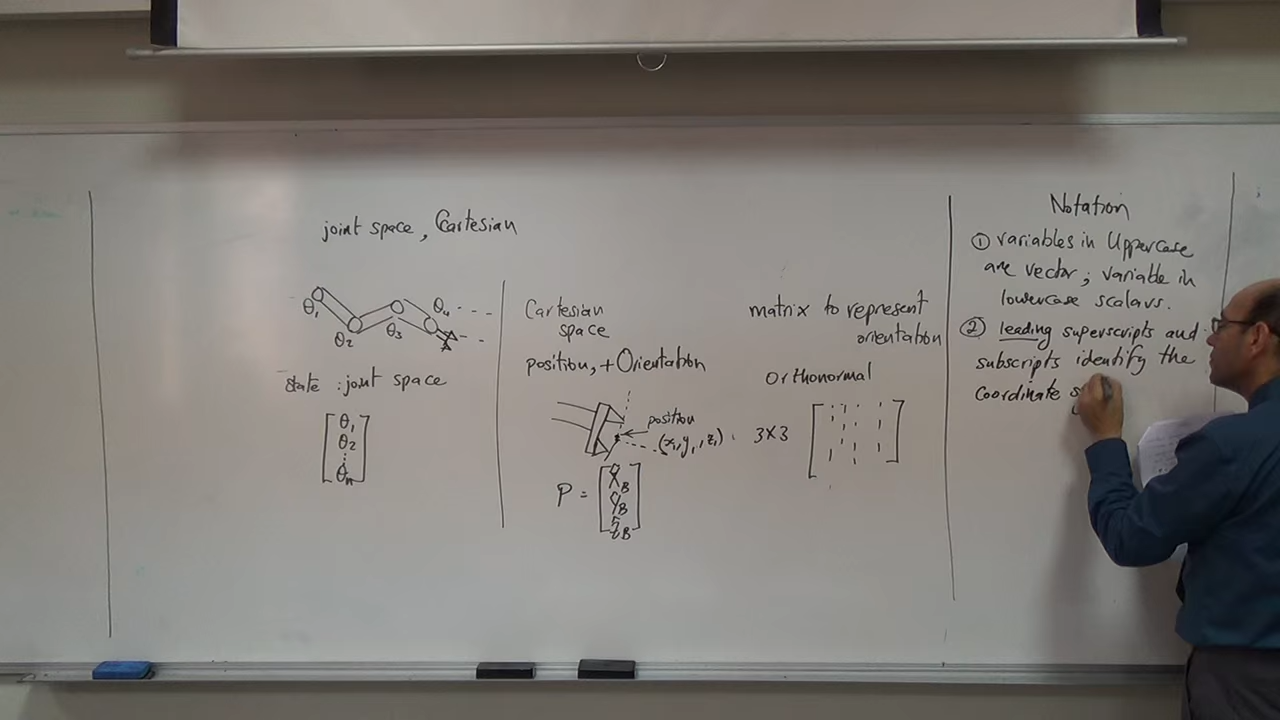 joint space, Cartesian
θ₁
θ₂
θ₃
θ₄ - - -
state : joint space
θ₁
θ₂
⋮
θn
Cartesian
space
position, + Orientation
position
(x₁, y₁, z₁)
P =
B
B
B
matrix to represent
orientation
Orthonormal
3X3
Notation
① variables in Uppercase
are vector; variable in
lowercase scalars.
② leading superscripts and
subscripts identify the
Coordinate s